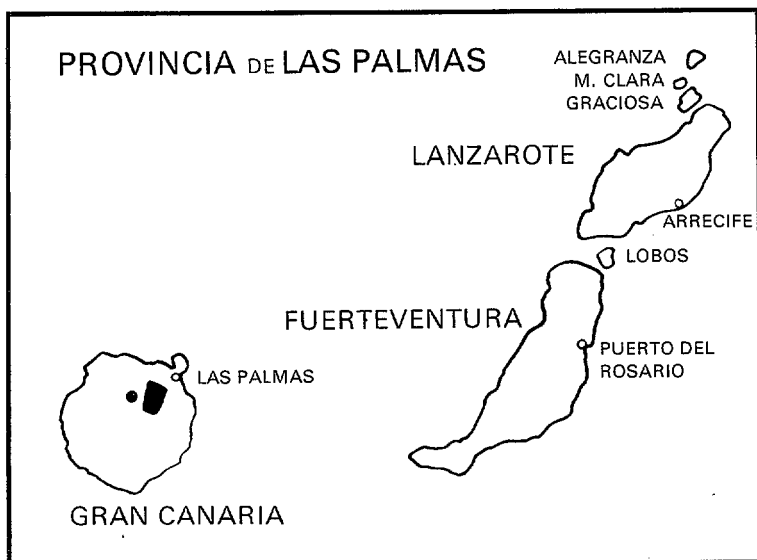 PROVINCIA DE LAS PALMAS
ALEGRANZA
M. CLARA
GRACIOSA
LANZAROTE
ARRECIFE
LOBOS
FUERTEVENTURA
PUERTO DEL
ROSARIO
LAS PALMAS
GRAN CANARIA